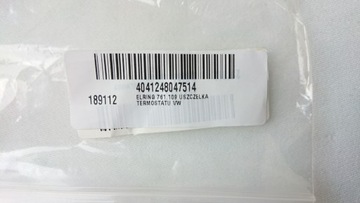 4041248047514
189112
ELRING 761.109 USZCZELKA
TERMOSTATU VW